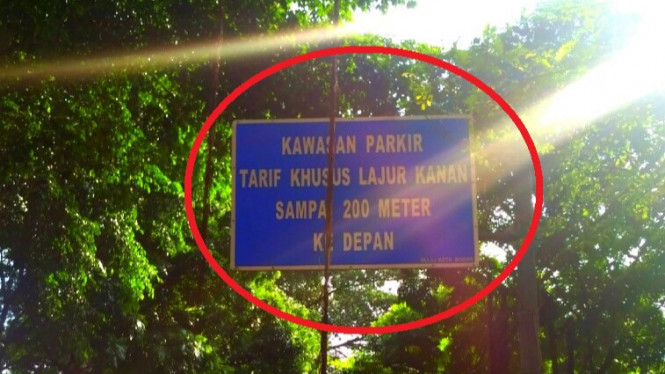 KAWASAN PARKIR
TARIF KHUSUS LAJUR KANAN
SAMPAI 200 METER
KE DEPAN